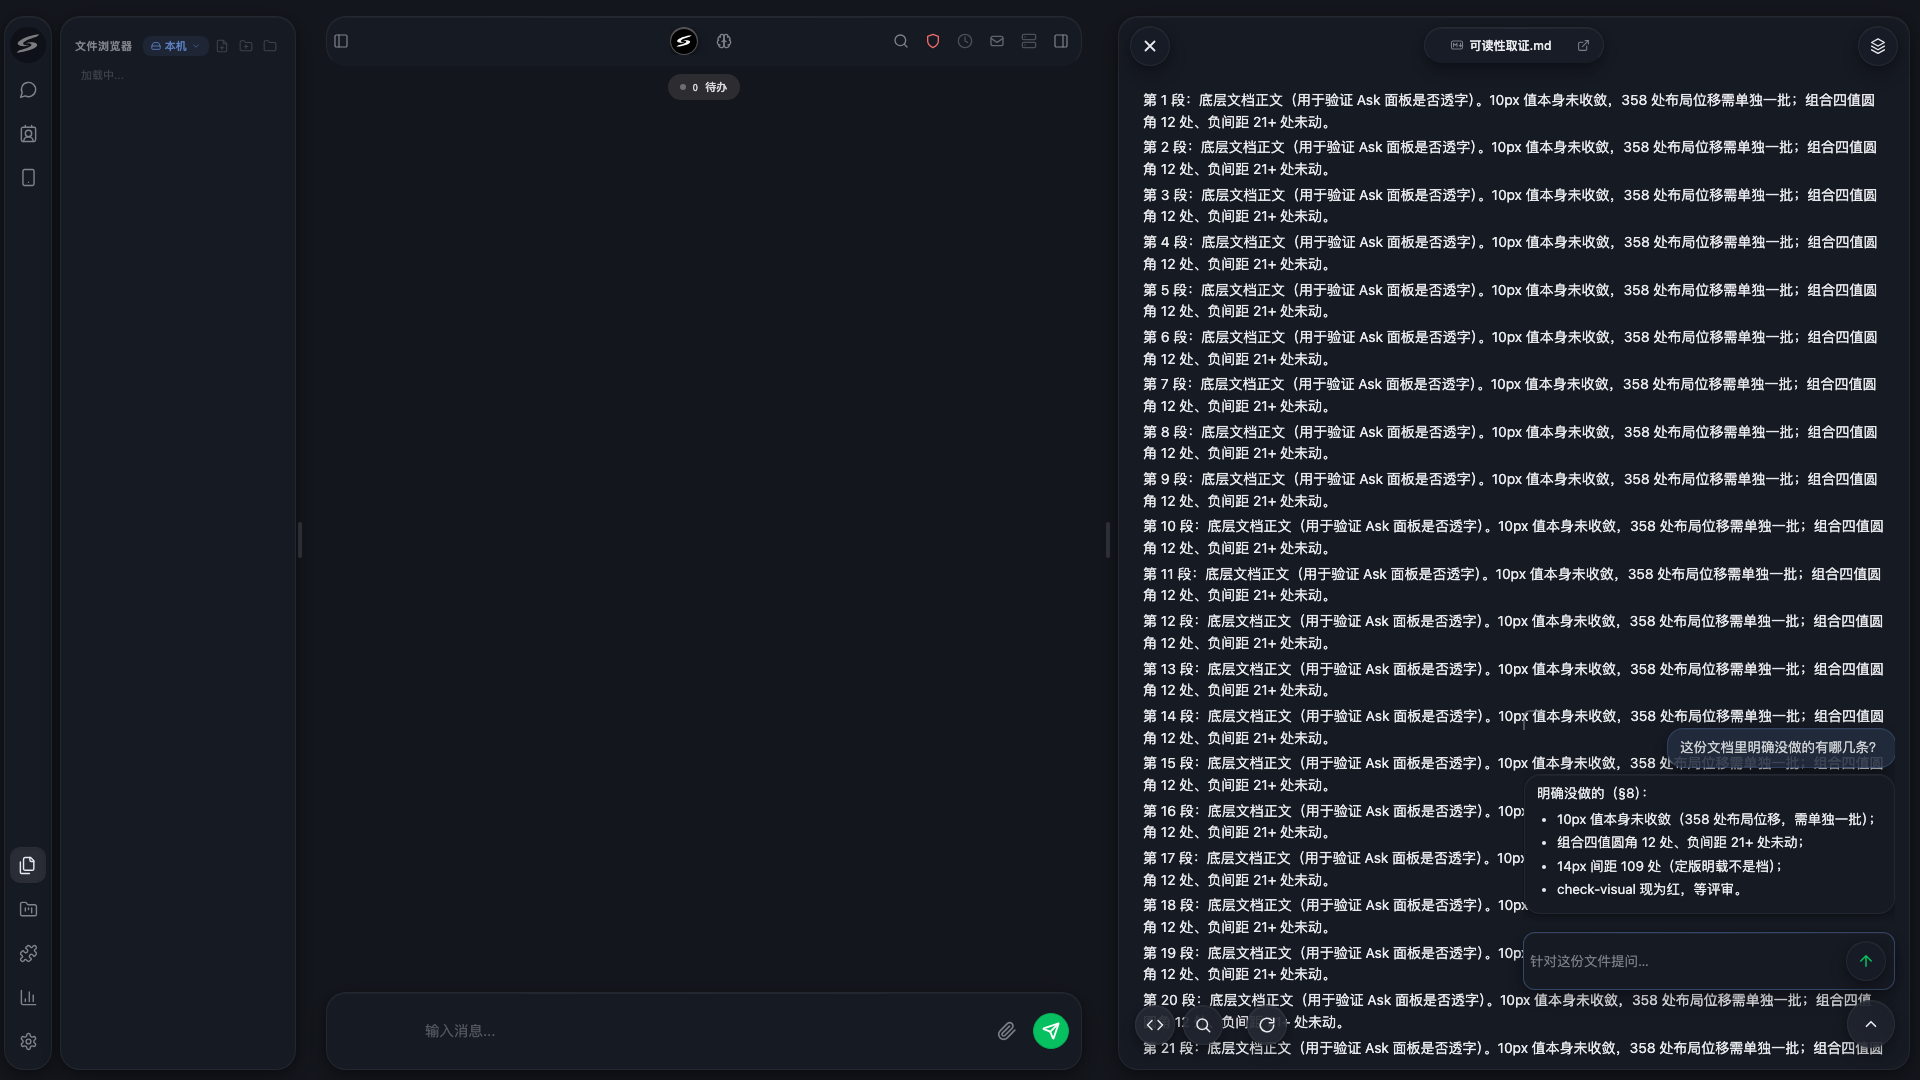 文件浏览器
本机
加载中...
0 待办
输入消息...
可读性取证.md
第 1 段：底层文档正文（用于验证 Ask 面板是否透字）。10px 值本身未收敛，358 处布局位移需单独一批；组合四值圆
角 12 处、负间距 21+ 处未动。
第 2 段：底层文档正文（用于验证 Ask 面板是否透字）。10px 值本身未收敛，358 处布局位移需单独一批；组合四值圆
角 12 处、负间距 21+ 处未动。
第 3 段：底层文档正文（用于验证 Ask 面板是否透字）。10px 值本身未收敛，358 处布局位移需单独一批；组合四值圆
角 12 处、负间距 21+ 处未动。
第 4 段：底层文档正文（用于验证 Ask 面板是否透字）。10px 值本身未收敛，358 处布局位移需单独一批；组合四值圆
角 12 处、负间距 21+ 处未动。
第 5 段：底层文档正文（用于验证 Ask 面板是否透字）。10px 值本身未收敛，358 处布局位移需单独一批；组合四值圆
角 12 处、负间距 21+ 处未动。
第 6 段：底层文档正文（用于验证 Ask 面板是否透字）。10px 值本身未收敛，358 处布局位移需单独一批；组合四值圆
角 12 处、负间距 21+ 处未动。
第 7 段：底层文档正文（用于验证 Ask 面板是否透字）。10px 值本身未收敛，358 处布局位移需单独一批；组合四值圆
角 12 处、负间距 21+ 处未动。
第 8 段：底层文档正文（用于验证 Ask 面板是否透字）。10px 值本身未收敛，358 处布局位移需单独一批；组合四值圆
角 12 处、负间距 21+ 处未动。
第 9 段：底层文档正文（用于验证 Ask 面板是否透字）。10px 值本身未收敛，358 处布局位移需单独一批；组合四值圆
角 12 处、负间距 21+ 处未动。
第 10 段：底层文档正文（用于验证 Ask 面板是否透字）。10px 值本身未收敛，358 处布局位移需单独一批；组合四值圆
角 12 处、负间距 21+ 处未动。
第 11 段：底层文档正文（用于验证 Ask 面板是否透字）。10px 值本身未收敛，358 处布局位移需单独一批；组合四值圆
角 12 处、负间距 21+ 处未动。
第 12 段：底层文档正文（用于验证 Ask 面板是否透字）。10px 值本身未收敛，358 处布局位移需单独一批；组合四值圆
角 12 处、负间距 21+ 处未动。
第 13 段：底层文档正文（用于验证 Ask 面板是否透字）。10px 值本身未收敛，358 处布局位移需单独一批；组合四值圆
角 12 处、负间距 21+ 处未动。
第 14 段：底层文档正文（用于验证 Ask 面板是否透字）。10px 值本身未收敛，358 处布局位移需单独一批；组合四值圆
角 12 处、负间距 21+ 处未动。
第 15 段：底层文档正文（用于验证 Ask 面板是否透字）。10px 值本身未收敛，358 处布局位移需单独一批；组合四值圆
角 12 处、负间距 21+ 处未动。
第 16 段：底层文档正文（用于验证 Ask 面板是否透字）。10px
角 12 处、负间距 21+ 处未动。
第 17 段：底层文档正文（用于验证 Ask 面板是否透字）。10px
角 12 处、负间距 21+ 处未动。
第 18 段：底层文档正文（用于验证 Ask 面板是否透字）。10px
角 12 处、负间距 21+ 处未动。
第 19 段：底层文档正文（用于验证 Ask 面板是否透字）。10px
角 12 处、负间距 21+ 处未动。
第 20 段：底层文档正文（用于验证 Ask 面板是否透字）。10px 值本身未收敛，358 处布局位移需单独一批；组合四值
角 12 负间 处未动。
第 21 段：底层文档正文（用于验证 Ask 面板是否透字）。10px 值本身未收敛，358 处布局位移需单独一批；组合四值圆
这份文档里明确没做的有哪几条？
明确没做的（§8）：
• 10px 值本身未收敛（358 处布局位移，需单独一批）；
• 组合四值圆角 12 处、负间距 21+ 处未动；
• 14px 间距 109 处（定版明载不是档）；
• check-visual 现为红，等评审。
针对这份文件提问...